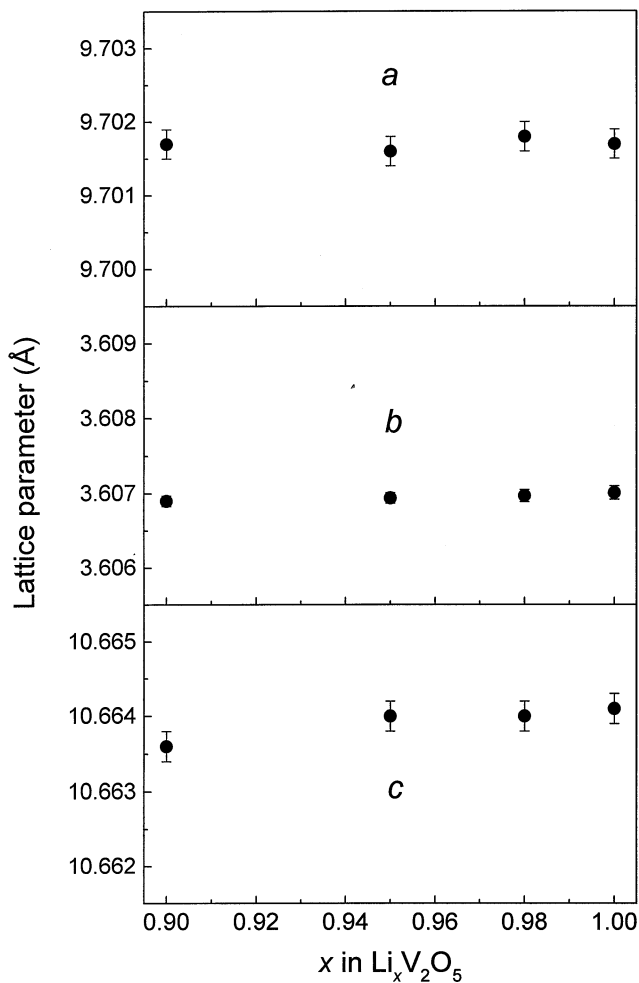 9.703
a
9.702
9.701
9.700
3.609
3.608
b
3.607
3.606
10.665
10.664
10.663
c
10.662
0.90 0.92 0.94 0.96 0.98 1.00
x in LiₓV₂O₅
Lattice parameter (Å)